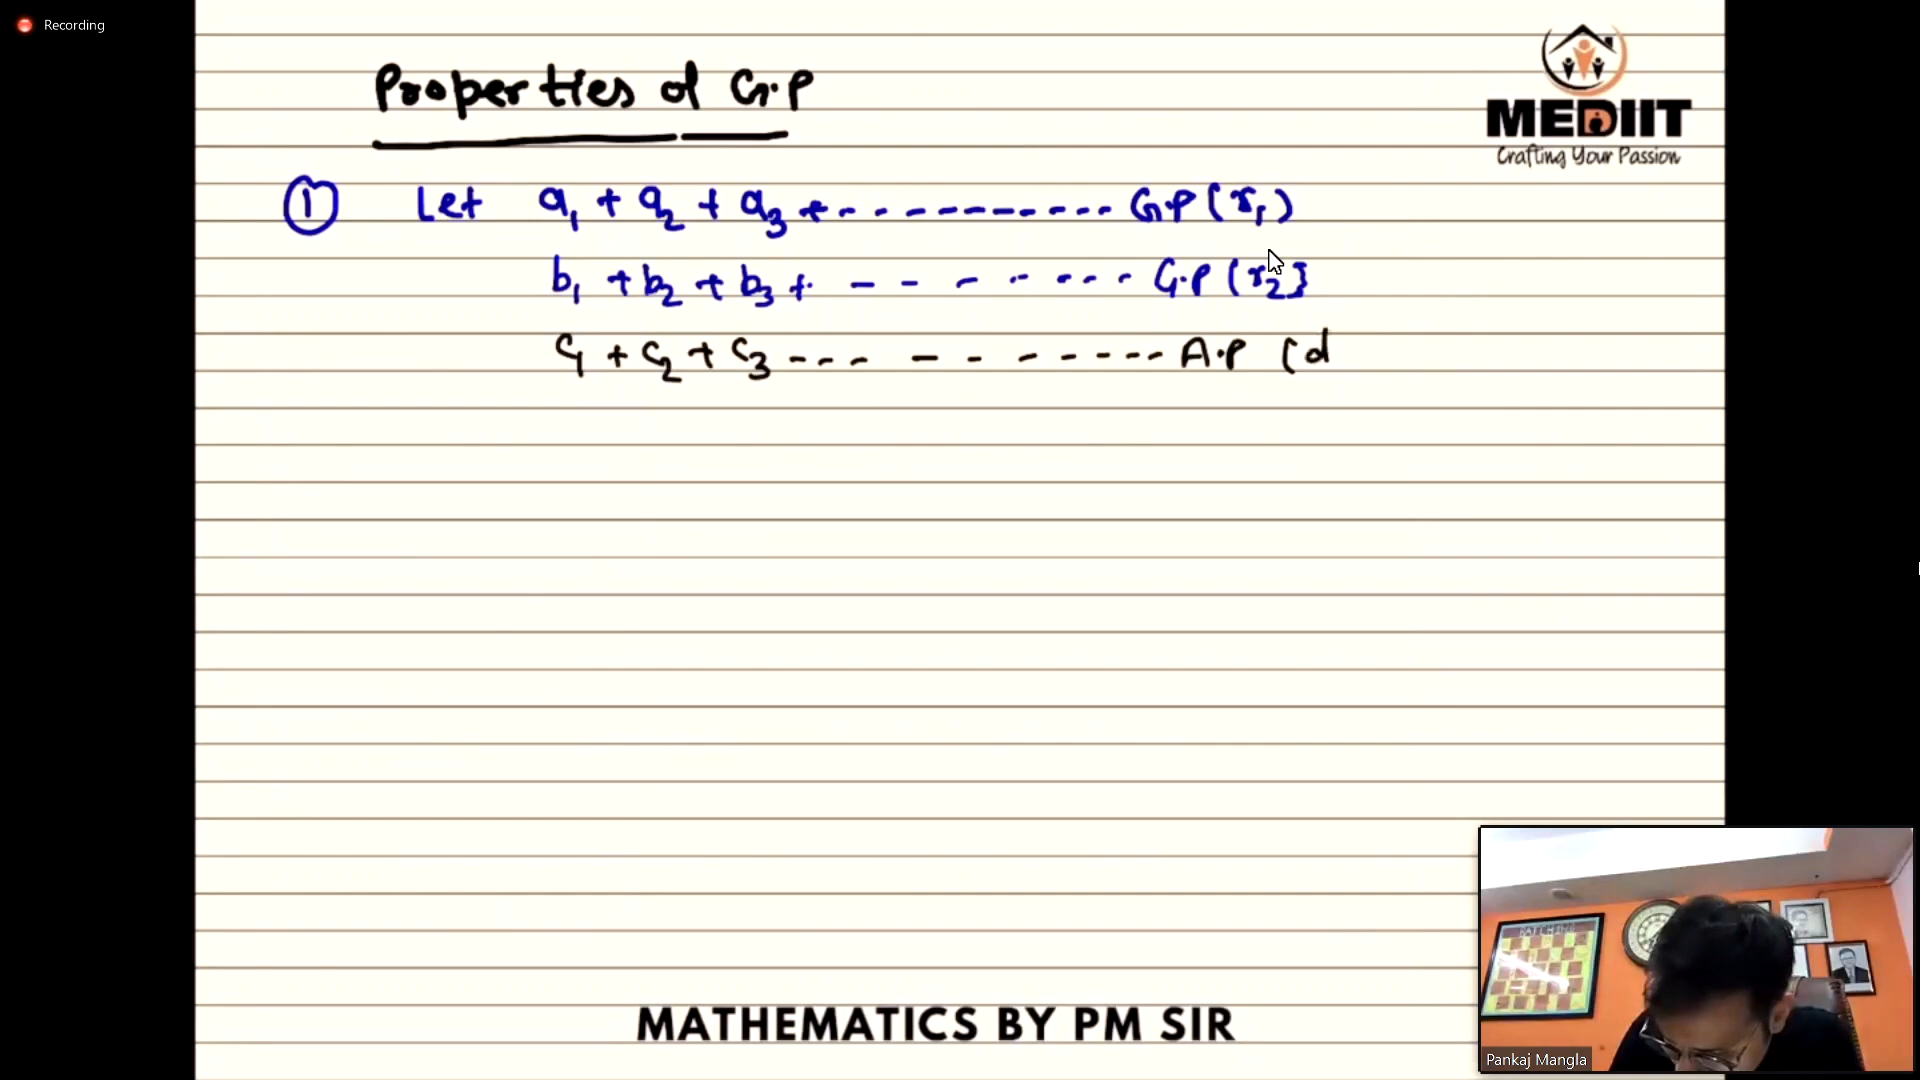 Recording
Properties of G.P
MEDIIT
Crafting Your Passion
① Let a₁ + a₂ + a₃ + - - - - - - - - - - G.P (r₁)
b₁ + b₂ + b₃ + - - - - - - - - G.P (r₂)
c₁ + c₂ + c₃ - - - - - - - - - - A.P (d
MATHEMATICS BY PM SIR
Pankaj Mangla